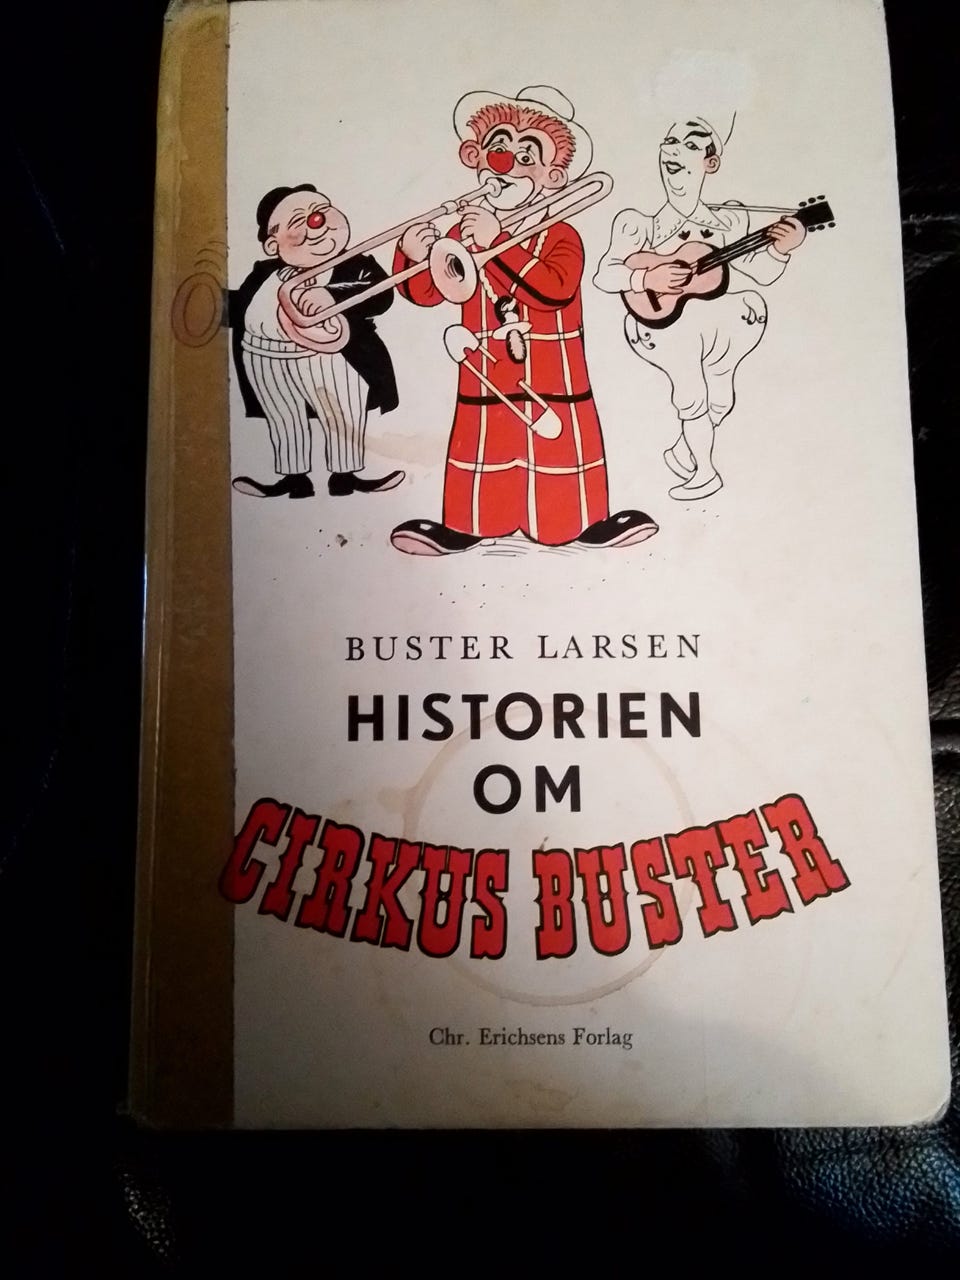 BUSTER LARSEN
HISTORIEN
OM
CIRKUS BUSTER
Chr. Erichsens Forlag